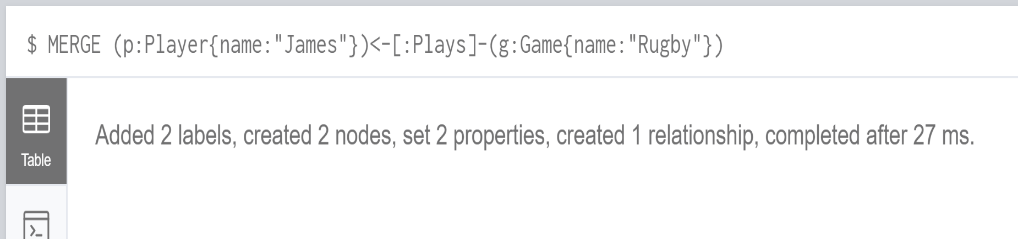 $ MERGE (p:Player{name:"James"})<-[:Plays]-(g:Game{name:"Rugby"})
Added 2 labels, created 2 nodes, set 2 properties, created 1 relationship, completed after 27 ms.
Table
>_